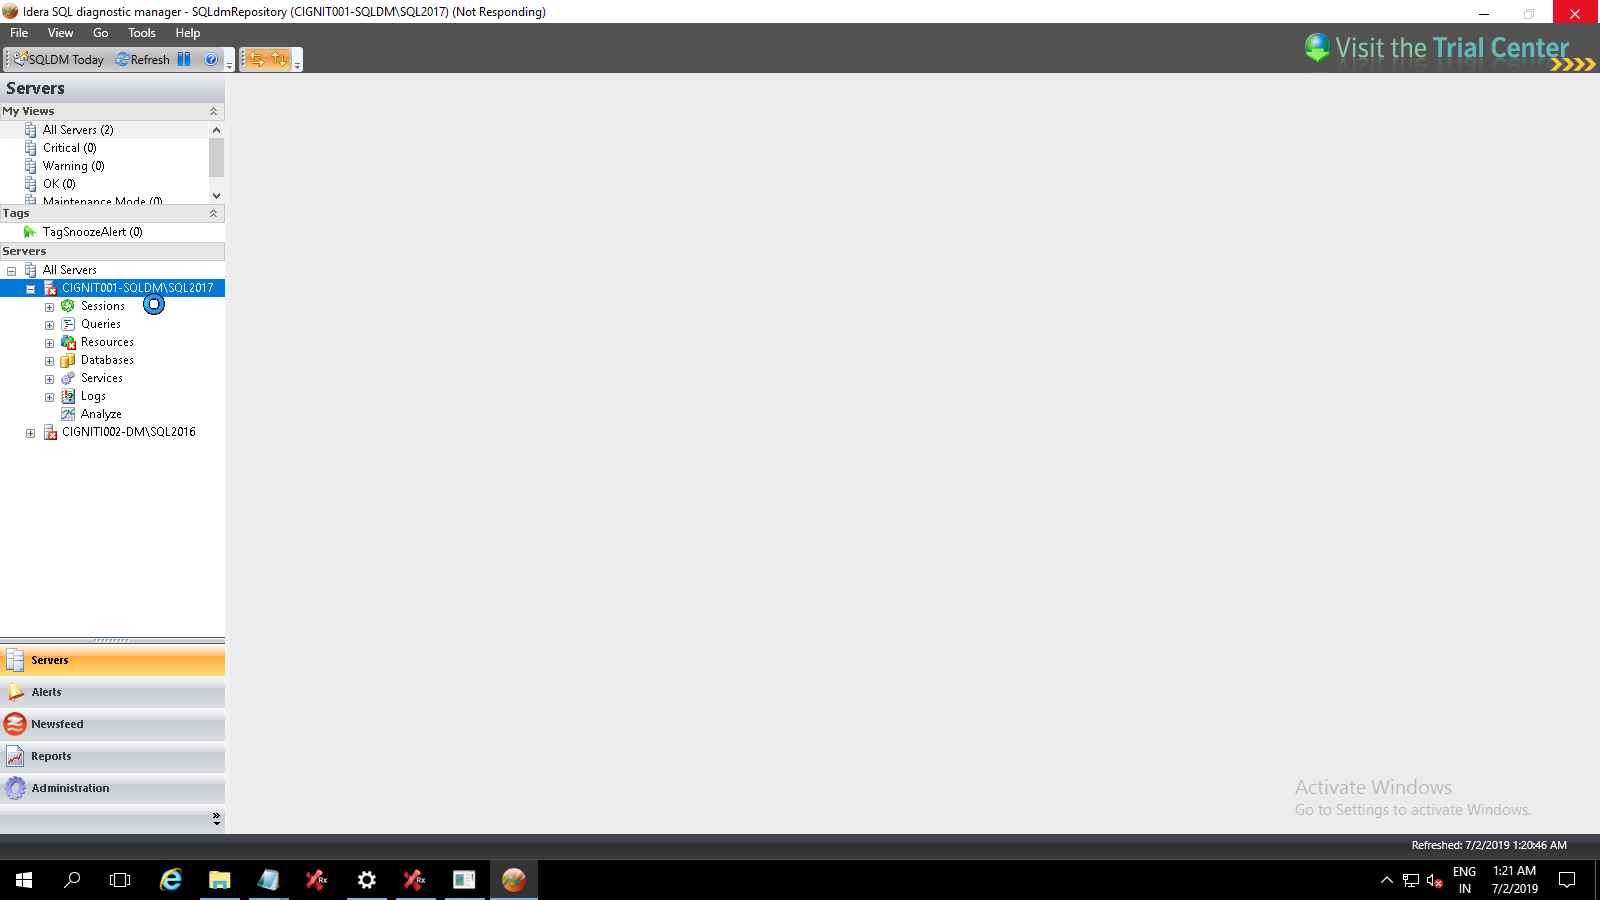 Idera SQL diagnostic manager - SQLdmRepository (CIGNIT001-SQLDM\SQL2017) (Not Responding)
File View Go Tools Help
SQLDM Today Refresh
Visit the Trial Center
Servers
My Views
All Servers (2)
Critical (0)
Warning (0)
OK (0)
Maintenance Mode (0)
Tags
TagSnoozeAlert (0)
Servers
All Servers
CIGNIT001-SQLDM\SQL2017
Sessions
Queries
Resources
Databases
Services
Logs
Analyze
CIGNITI002-DM\SQL2016
Servers
Alerts
Newsfeed
Reports
Administration
Activate Windows
Go to Settings to activate Windows.
Refreshed: 7/2/2019 1:20:46 AM
ENG
IN
1:21 AM
7/2/2019